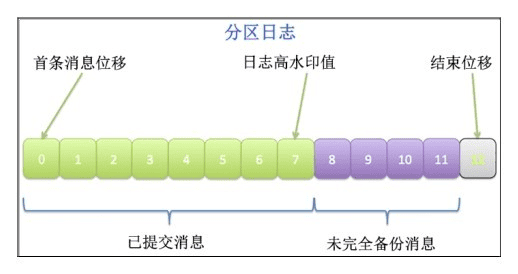 分区日志
首条消息位移 日志高水印值 结束位移
0 1 2 3 4 5 6 7 8 9 10 11
已提交消息 未完全备份消息